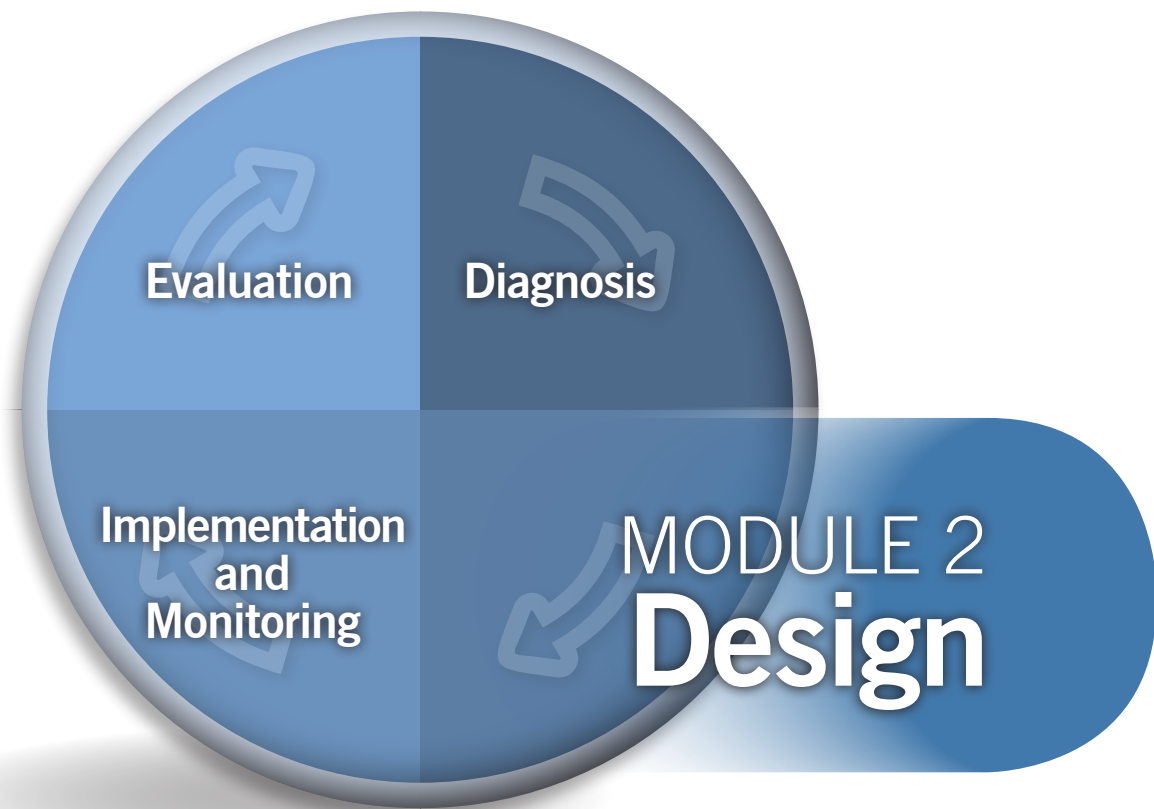 Evaluation
Diagnosis
Implementation
and
Monitoring
MODULE 2
Design